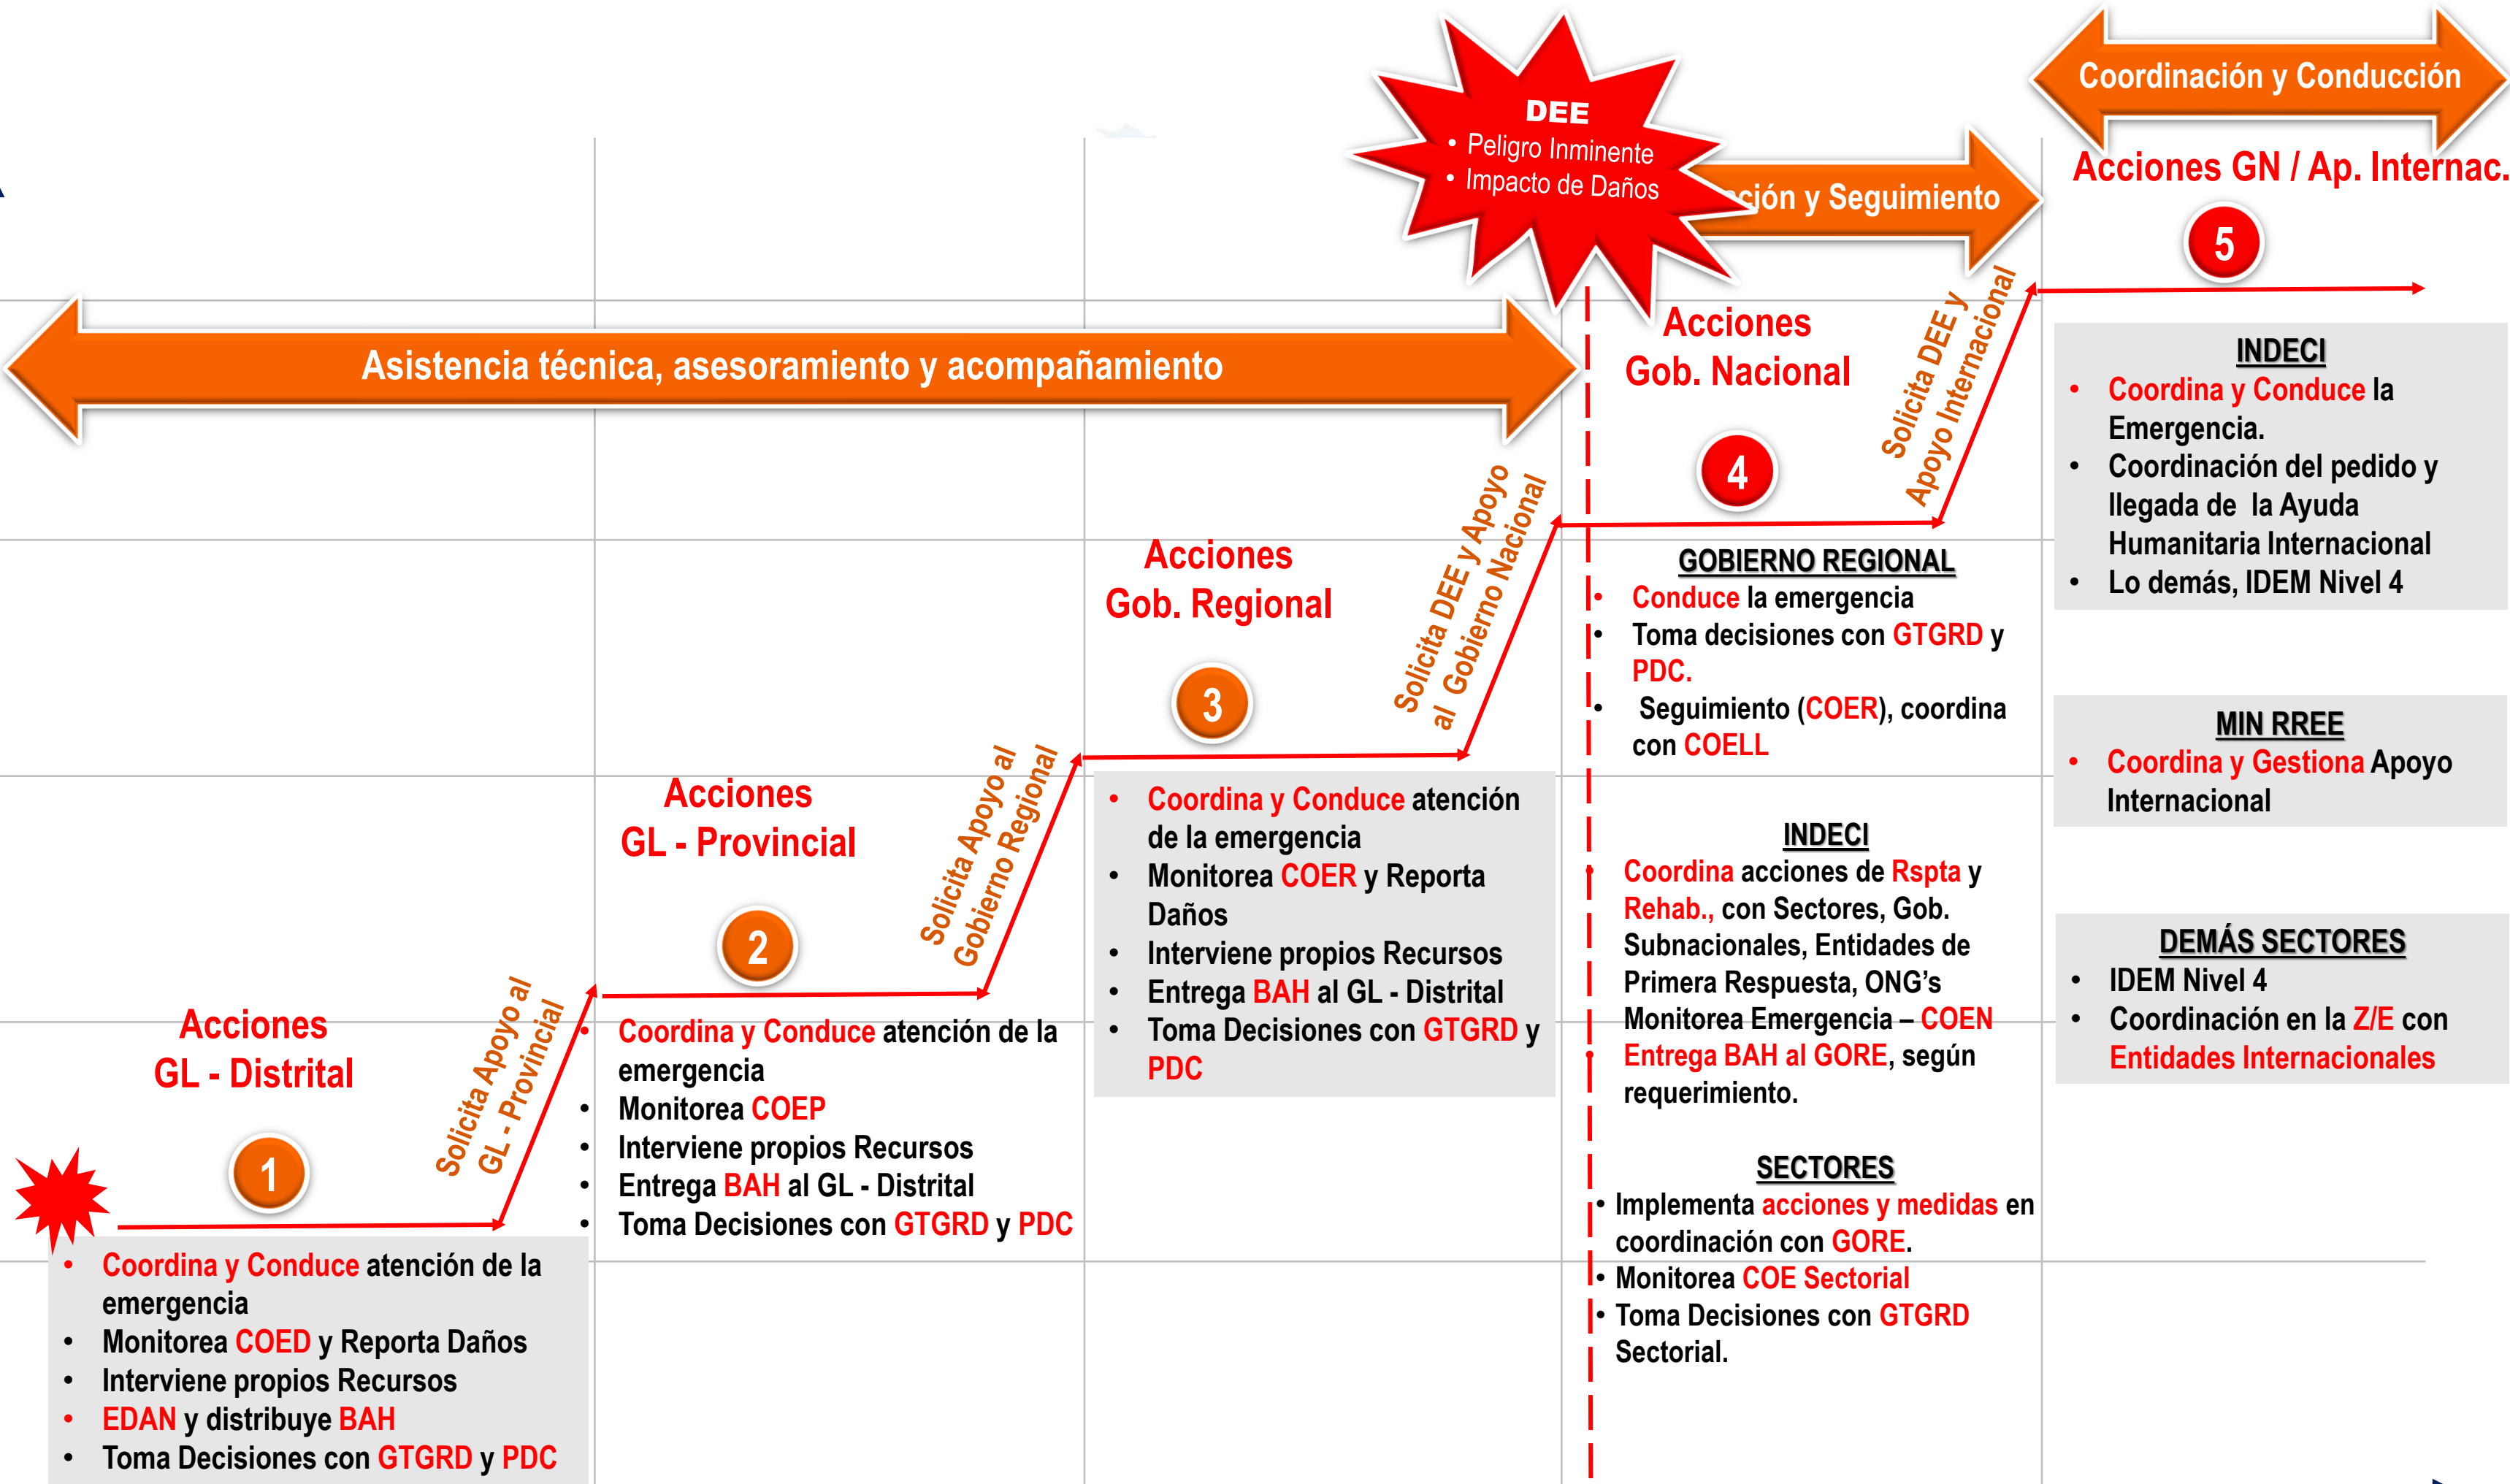 Coordinación y Conducción
DEE
• Peligro Inminente
• Impacto de Daños
ción y Seguimiento
Acciones GN / Ap. Internac.
5
Asistencia técnica, asesoramiento y acompañamiento
Acciones
GL - Distrital
1
• Coordina y Conduce atención de la
emergencia
• Monitorea COED y Reporta Daños
• Interviene propios Recursos
• EDAN y distribuye BAH
• Toma Decisiones con GTGRD y PDC
Solicita Apoyo al
GL - Provincial
Acciones
GL - Provincial
2
• Coordina y Conduce atención de la
emergencia
• Monitorea COEP
• Interviene propios Recursos
• Entrega BAH al GL - Distrital
• Toma Decisiones con GTGRD y PDC
Solicita Apoyo al
Gobierno Regional
Acciones
Gob. Regional
3
• Coordina y Conduce atención
de la emergencia
• Monitorea COER y Reporta
Daños
• Interviene propios Recursos
• Entrega BAH al GL - Distrital
• Toma Decisiones con GTGRD y
PDC
Solicita DEE y Apoyo
al Gobierno Nacional
Acciones
Gob. Nacional
4
GOBIERNO REGIONAL
• Conduce la emergencia
• Toma decisiones con GTGRD y
PDC.
• Seguimiento (COER), coordina
con COELL
INDECI
• Coordina acciones de Rspta y
Rehab., con Sectores, Gob.
Subnacionales, Entidades de
Primera Respuesta, ONG's
Monitorea Emergencia – COEN
• Entrega BAH al GORE, según
requerimiento.
SECTORES
• Implementa acciones y medidas en
coordinación con GORE.
• Monitorea COE Sectorial
• Toma Decisiones con GTGRD
Sectorial.
Solicita DEE y
Apoyo Internacional
INDECI
• Coordina y Conduce la
Emergencia.
• Coordinación del pedido y
llegada de la Ayuda
Humanitaria Internacional
• Lo demás, IDEM Nivel 4
MIN RREE
• Coordina y Gestiona Apoyo
Internacional
DEMÁS SECTORES
• IDEM Nivel 4
• Coordinación en la Z/E con
Entidades Internacionales